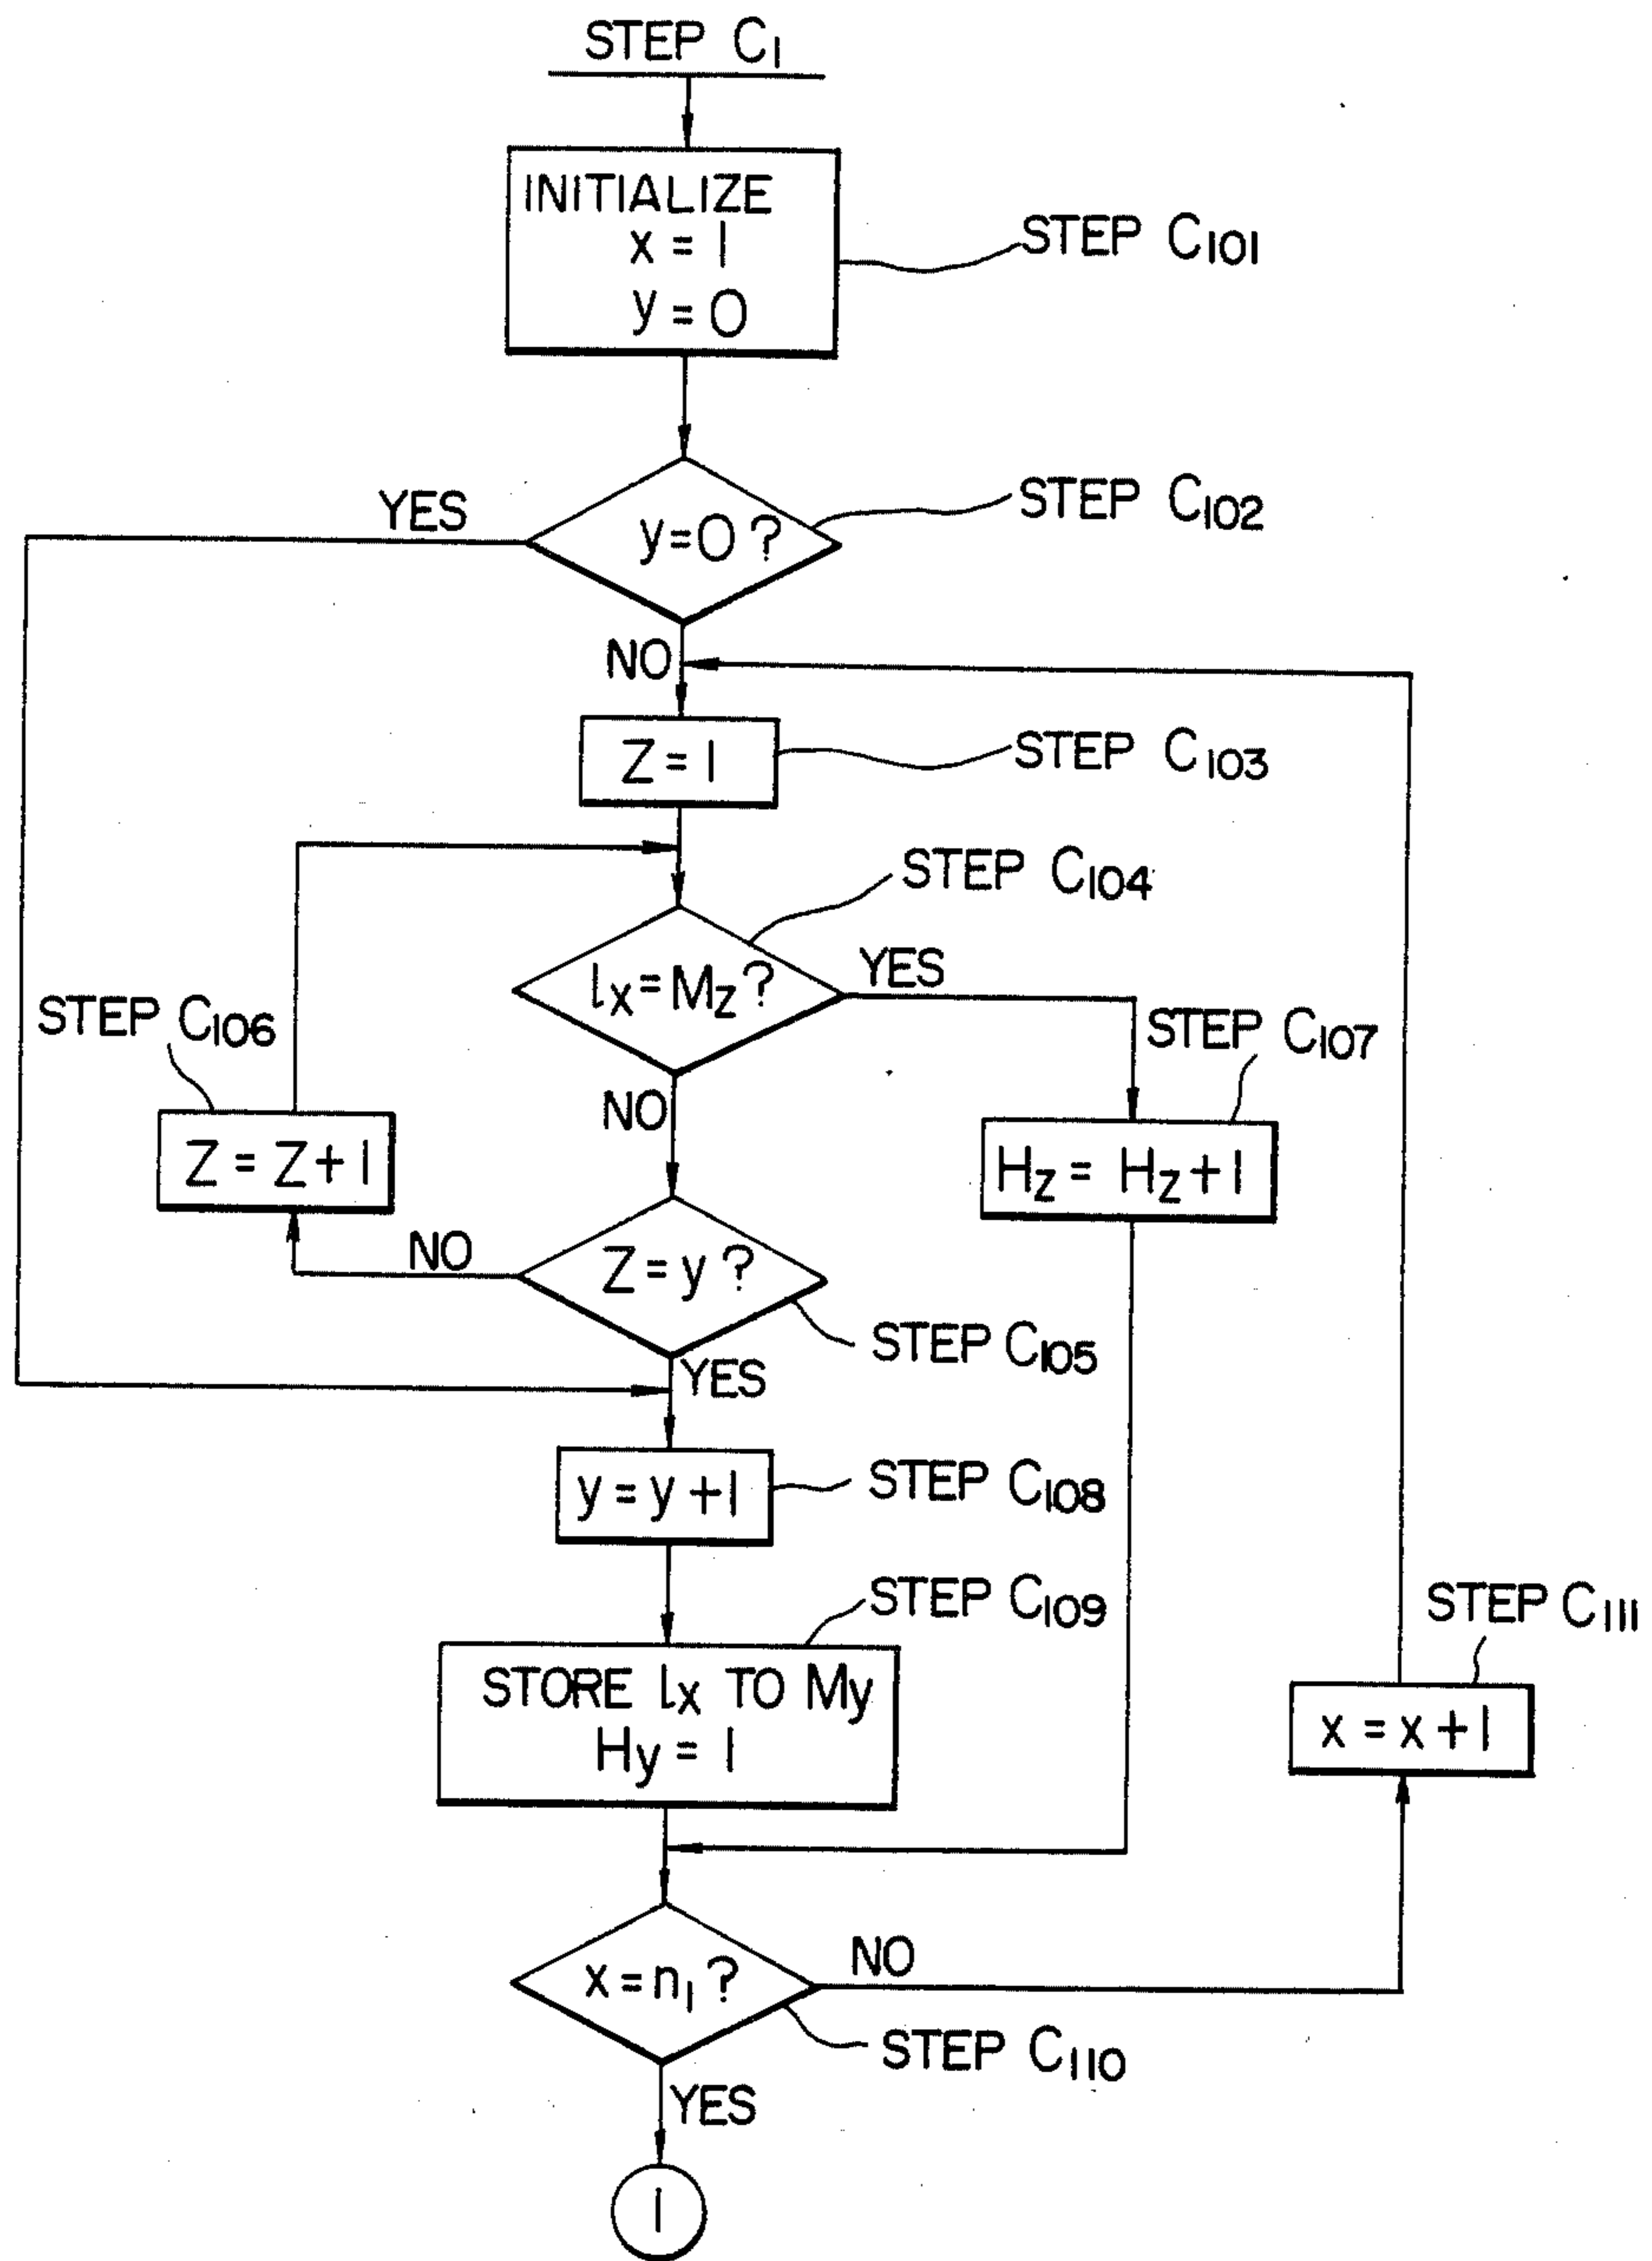 STEP C1
INITIALIZE
x = 1
y = 0
STEP C101
y=0?
STEP C102
YES
NO
Z = 1
STEP C103
lx = Mz?
STEP C104
YES
NO
STEP C106
Z = Z+1
STEP C107
Hz = Hz+1
Z = y?
NO
STEP C105
YES
y = y+1
STEP C108
STORE lx TO My
Hy = 1
STEP C109
STEP C111
x = x+1
x = n1?
NO
STEP C110
YES
1